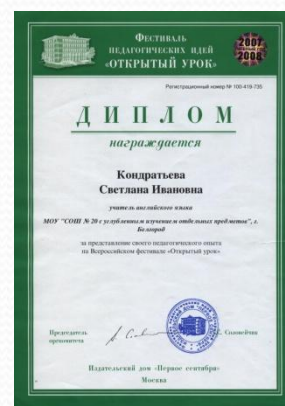 Фестиваль
педагогических идей
«ОТКРЫТЫЙ УРОК»
2007
2008
Регистрационный номер № 100-419-735
ДИПЛОМ
награждается
Кондратьева
Светлана Ивановна
учитель английского языка
МОУ "СОШ № 20 с углубленным изучением отдельных предметов", г.
Белгород
за представление своего педагогического опыта
на Всероссийском фестивале «Открытый урок»
Председатель
оргкомитета
Соловейчик
Издательский дом «Первое сентября»
Москва